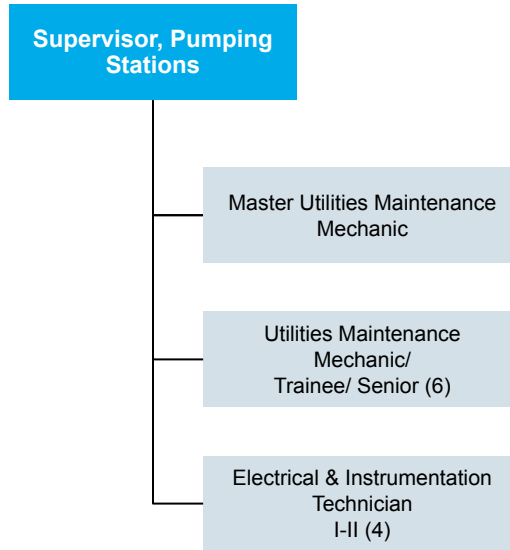 Supervisor, Pumping
Stations
Master Utilities Maintenance
Mechanic
Utilities Maintenance
Mechanic/
Trainee/ Senior (6)
Electrical & Instrumentation
Technician
I-II (4)